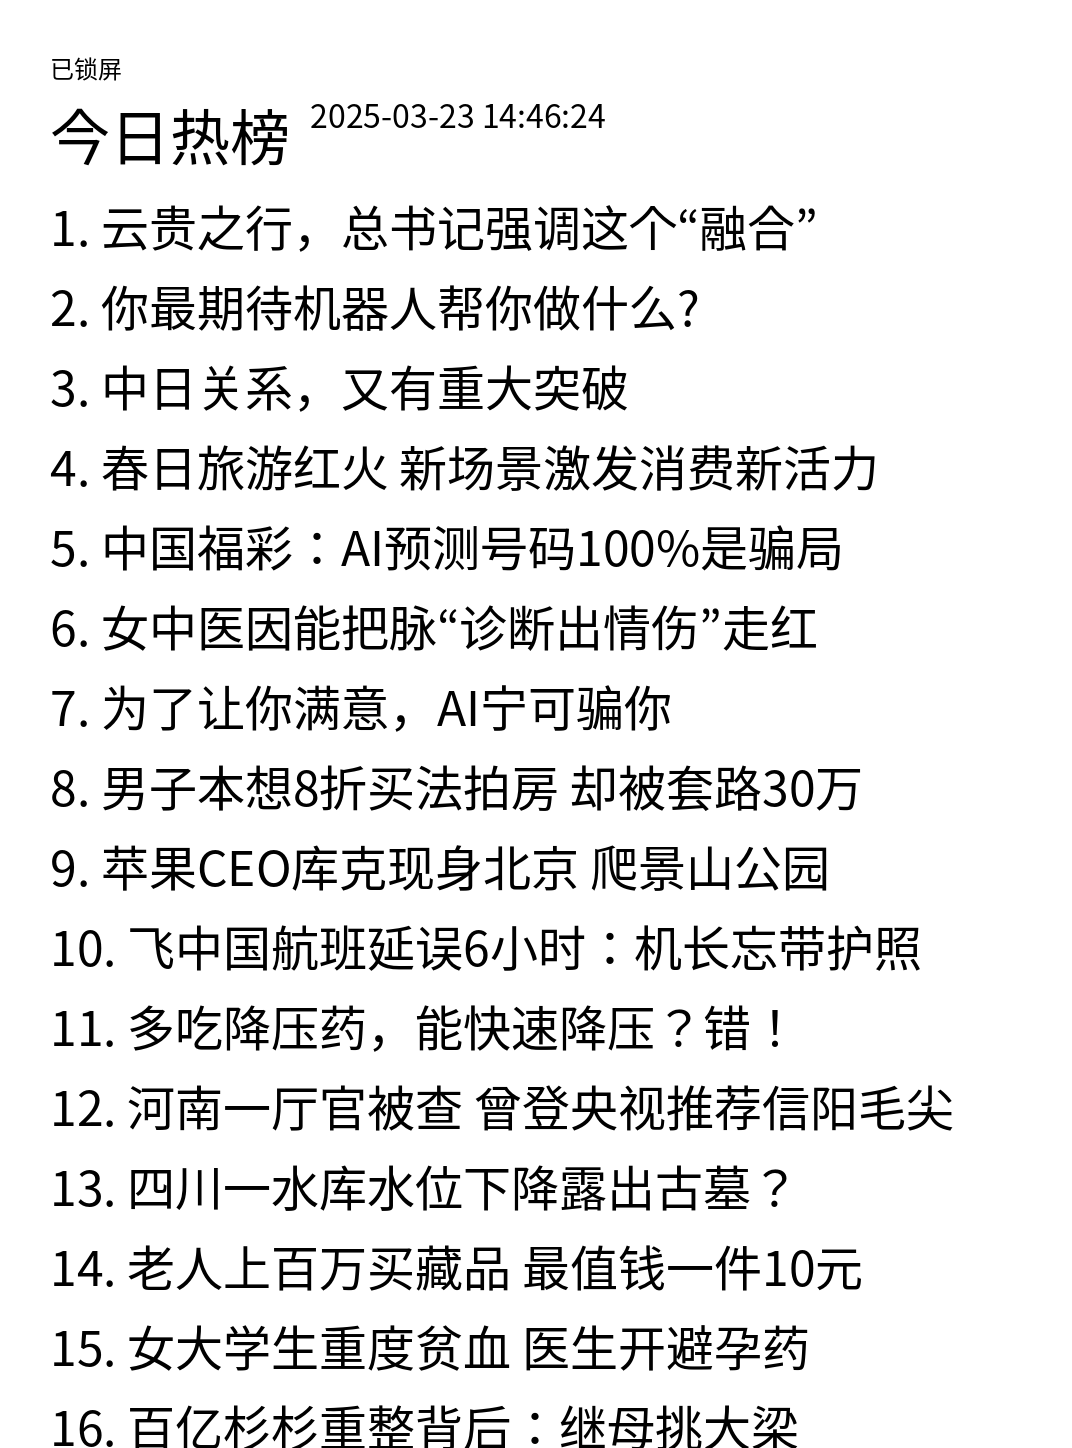 已锁屏
今日热榜 2025-03-23 14:46:24
1. 云贵之行，总书记强调这个“融合”
2. 你最期待机器人帮你做什么?
3. 中日关系，又有重大突破
4. 春日旅游红火 新场景激发消费新活力
5. 中国福彩：AI预测号码100%是骗局
6. 女中医因能把脉“诊断出情伤”走红
7. 为了让你满意，AI宁可骗你
8. 男子本想8折买法拍房 却被套路30万
9. 苹果CEO库克现身北京 爬景山公园
10. 飞中国航班延误6小时：机长忘带护照
11. 多吃降压药，能快速降压？错！
12. 河南一厅官被查 曾登央视推荐信阳毛尖
13. 四川一水库水位下降露出古墓？
14. 老人上百万买藏品 最值钱一件10元
15. 女大学生重度贫血 医生开避孕药
16. 百亿杉杉重整背后：继母挑大梁